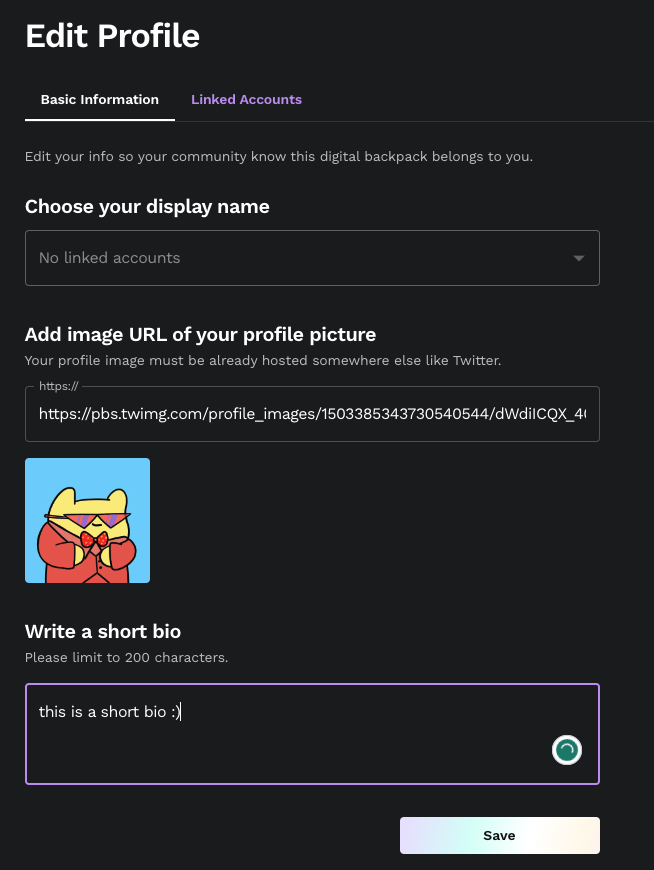 Edit Profile
Basic Information
Linked Accounts
Edit your info so your community know this digital backpack belongs to you.
Choose your display name
No linked accounts
Add image URL of your profile picture
Your profile image must be already hosted somewhere else like Twitter.
https://
https://pbs.twimg.com/profile_images/1503385343730540544/dWdiICQX_40
Write a short bio
Please limit to 200 characters.
this is a short bio :)
Save